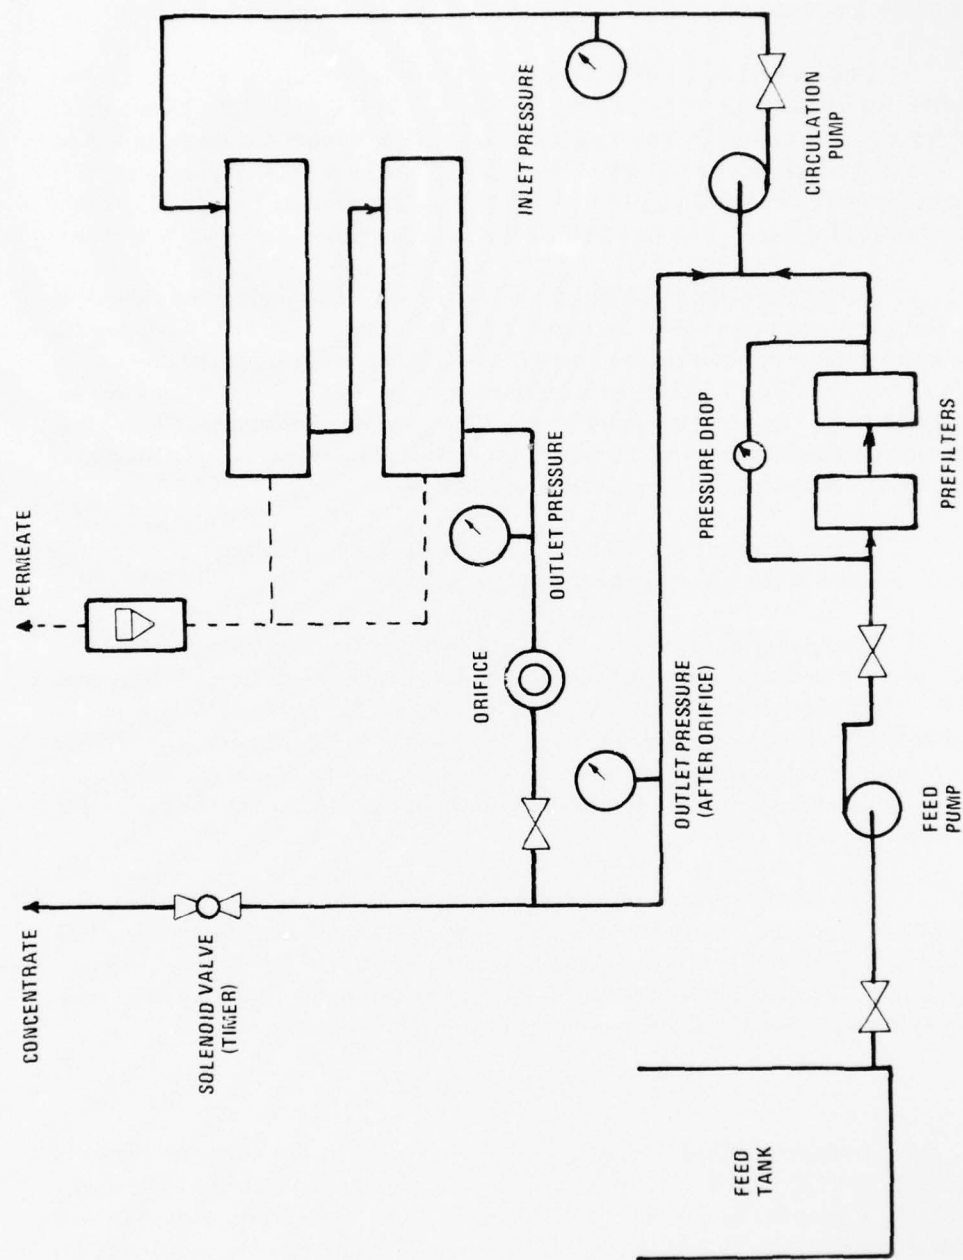 CONCENTRATE
SOLENOID VALVE
(TIMER)
PERMEATE
ORIFICE
OUTLET PRESSURE
OUTLET PRESSURE
(AFTER ORIFICE)
INLET PRESSURE
CIRCULATION
PUMP
PRESSURE DROP
PREFILTERS
FEED
PUMP
FEED
TANK